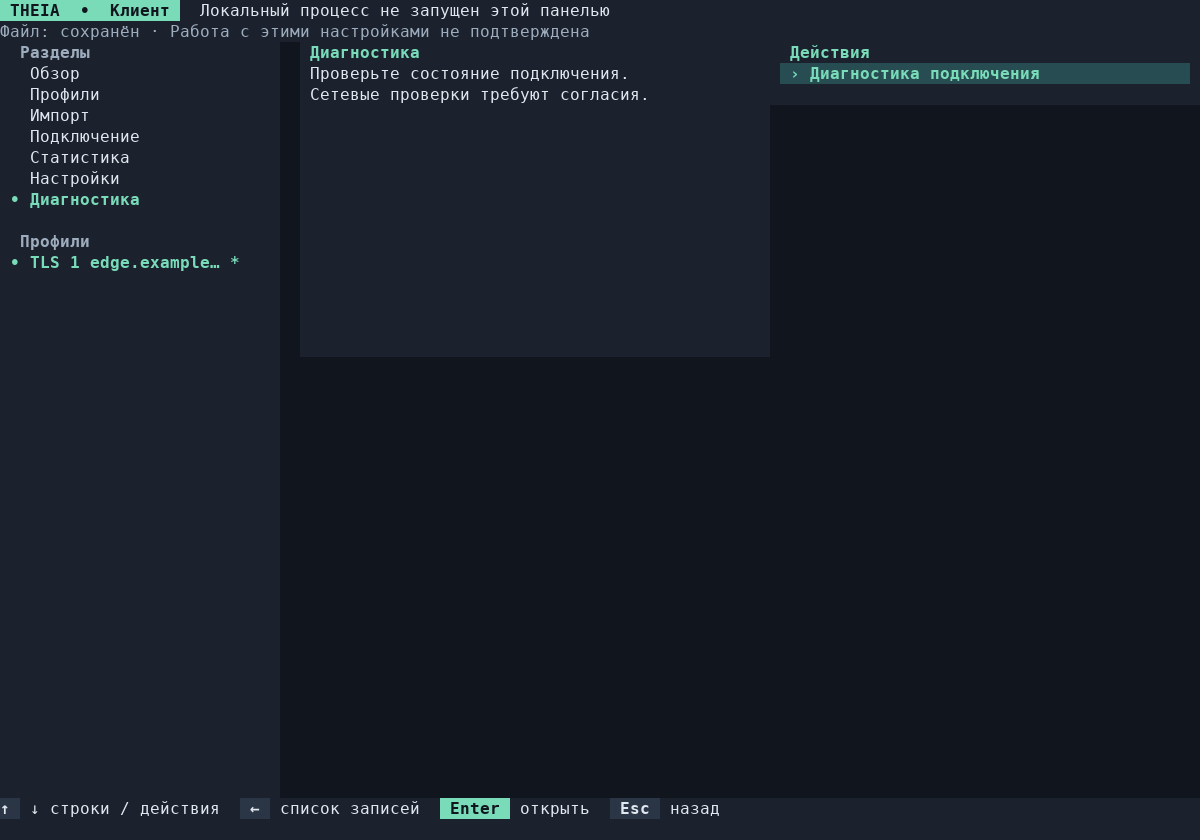 THEIA • Клиент Локальный процесс не запущен этой панелью
Файл: сохранён · Работа с этими настройками не подтверждена
Разделы
Обзор
Профили
Импорт
Подключение
Статистика
Настройки
• Диагностика
Профили
• TLS 1 edge.example… *
Диагностика
Проверьте состояние подключения.
Сетевые проверки требуют согласия.
Действия
› Диагностика подключения
↑ ↓ строки / действия ← список записей Enter открыть Esc назад